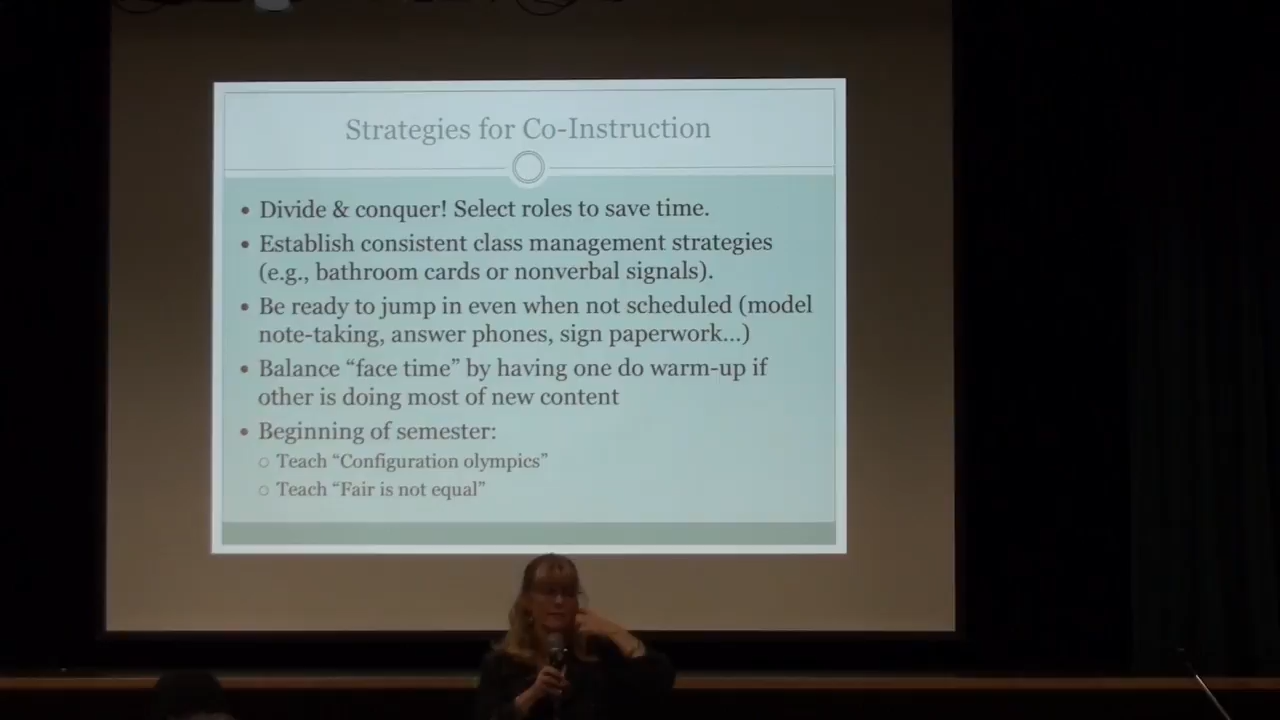 Strategies for Co-Instruction
• Divide & conquer! Select roles to save time.
• Establish consistent class management strategies
(e.g., bathroom cards or nonverbal signals).
• Be ready to jump in even when not scheduled (model
note-taking, answer phones, sign paperwork...)
• Balance “face time” by having one do warm-up if
other is doing most of new content
• Beginning of semester:
○ Teach “Configuration olympics”
○ Teach “Fair is not equal”